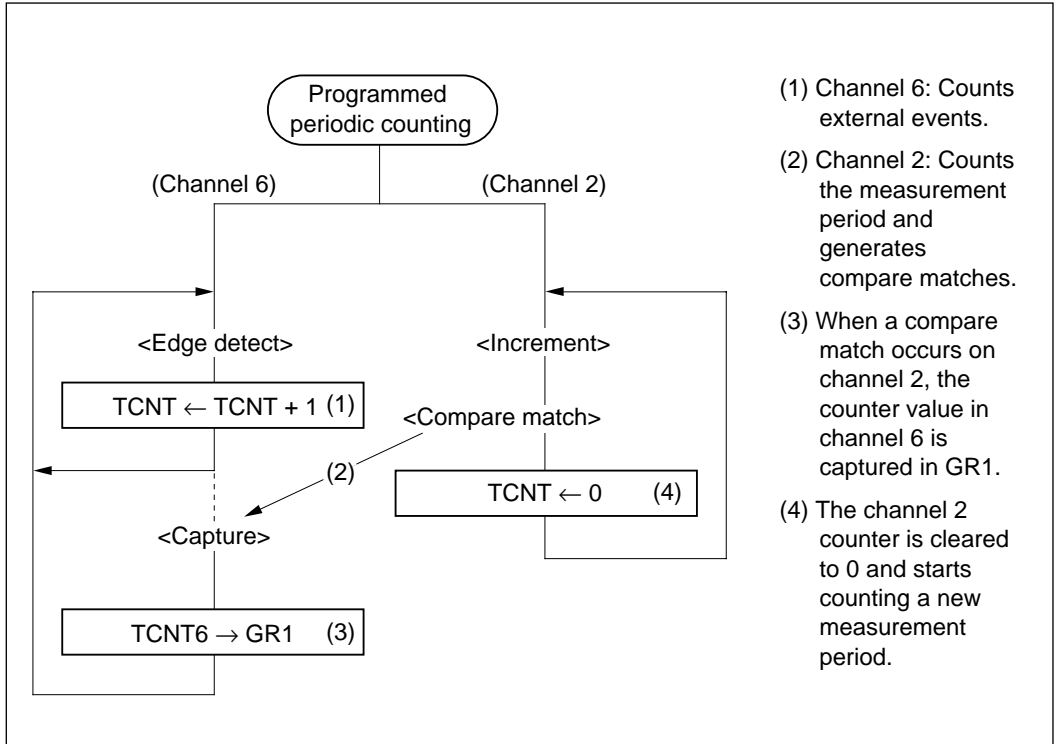 Programmed
periodic counting
(Channel 6)
(Channel 2)
<Edge detect>
<Increment>
TCNT ← TCNT + 1 (1)
<Compare match>
(2)
TCNT ← 0 (4)
<Capture>
TCNT6 → GR1 (3)
(1) Channel 6: Counts
external events.
(2) Channel 2: Counts
the measurement
period and
generates
compare matches.
(3) When a compare
match occurs on
channel 2, the
counter value in
channel 6 is
captured in GR1.
(4) The channel 2
counter is cleared
to 0 and starts
counting a new
measurement
period.